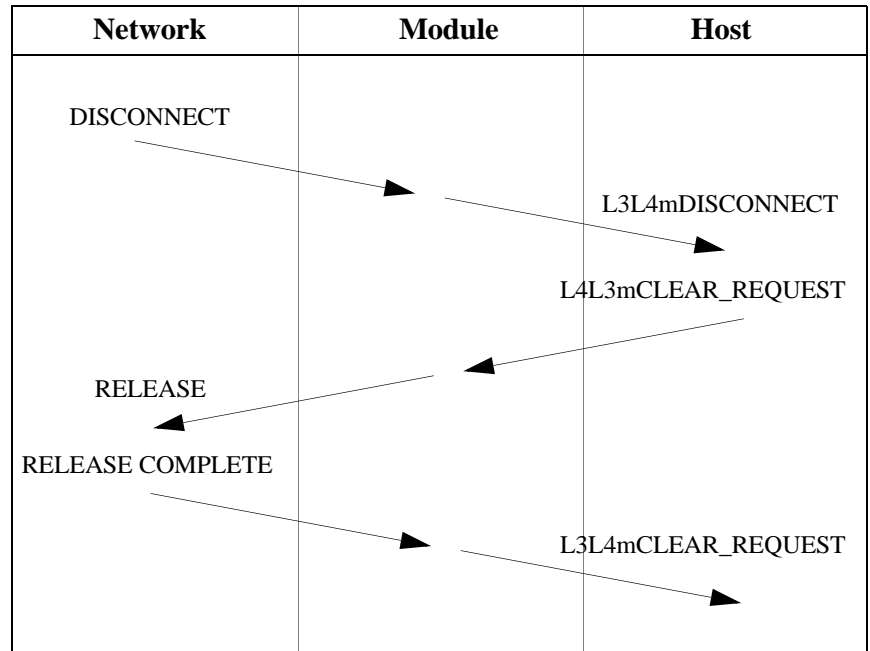 Network Module Host
DISCONNECT
L3L4mDISCONNECT
L4L3mCLEAR_REQUEST
RELEASE
RELEASE COMPLETE
L3L4mCLEAR_REQUEST